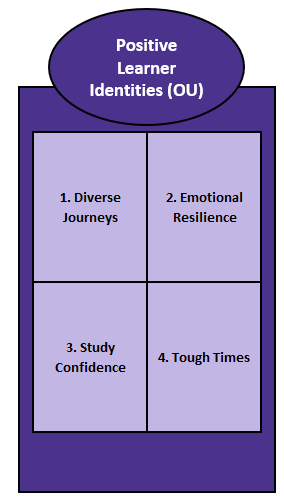 Positive
Learner
Identities (OU)
1. Diverse
Journeys
2. Emotional
Resilience
3. Study
Confidence
4. Tough Times